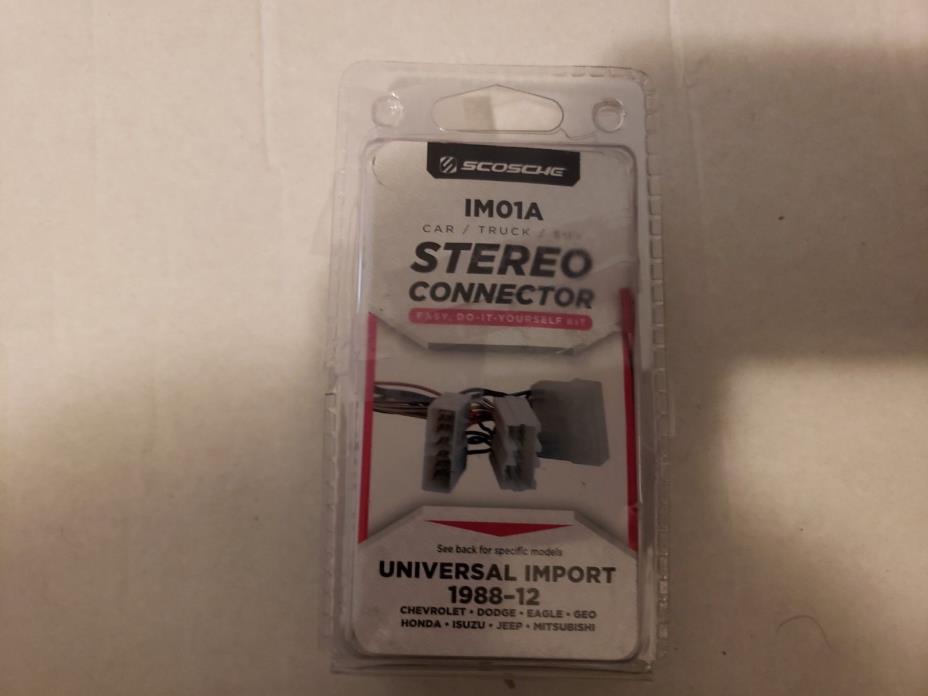 SCOSCHE
IM01A
CAR / TRUCK / SUV
STEREO
CONNECTOR
EASY, DO-IT-YOURSELF KIT
See back for specific models
UNIVERSAL IMPORT
1988-12
CHEVROLET • DODGE • EAGLE • GEO
HONDA • ISUZU • JEEP • MITSUBISHI